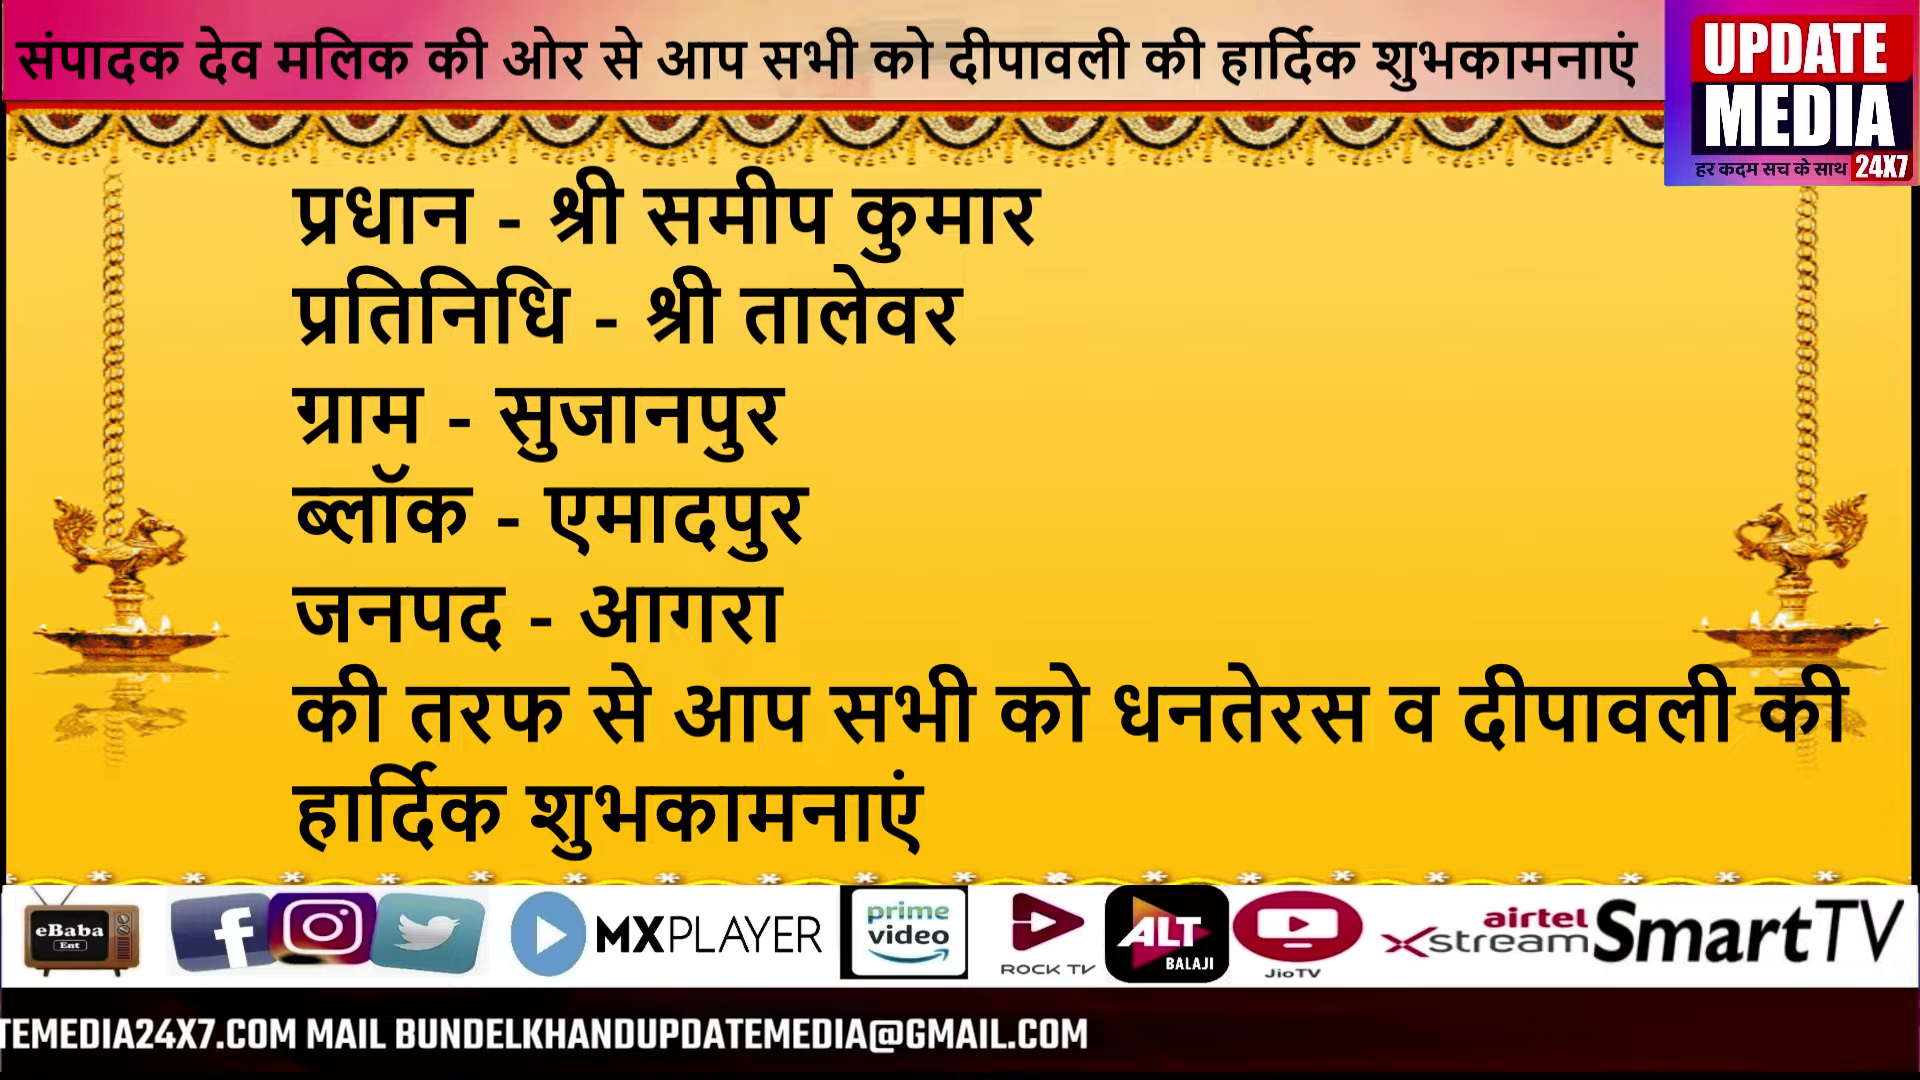 संपादक देव मलिक की ओर से आप सभी को दीपावली की हार्दिक शुभकामनाएं
UPDATE
MEDIA
हर कदम सच के साथ 24X7
प्रधान - श्री समीप कुमार
प्रतिनिधि - श्री तालेवर
ग्राम - सुजानपुर
ब्लॉक - एमादपुर
जनपद - आगरा
की तरफ से आप सभी को धनतेरस व दीपावली की
हार्दिक शुभकामनाएं
eBaba
Ent
MXPLAYER
prime
video
ROCK TV
ALT
BALAJI
JioTV
airtel
Xstream
SmartTV
TEMEDIA24X7.COM MAIL BUNDELKHANDUPDATEMEDIA@GMAIL.COM